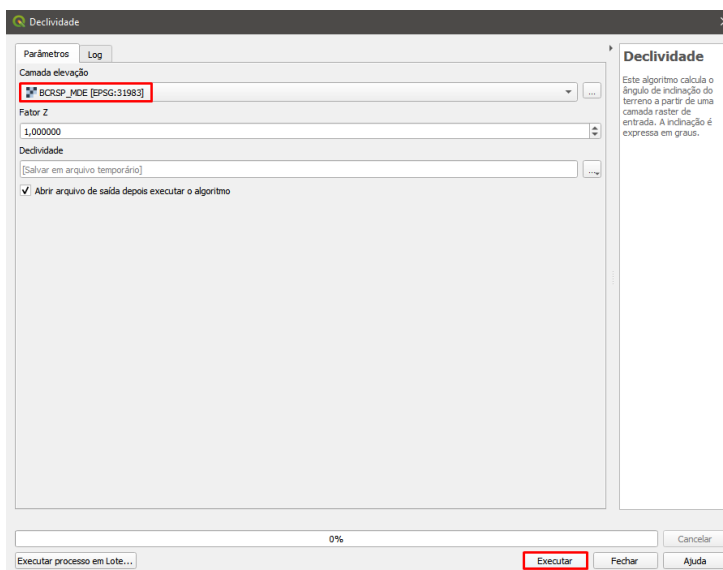 Declividade
Parâmetros
Log
Camada elevação
BCRSP_MDE [EPSG:31983]
...
Fator Z
1,000000
Declividade
[Salvar em arquivo temporário]
...
Abrir arquivo de saída depois executar o algoritmo
Declividade
Este algoritmo calcula o
ângulo de inclinação do
terreno a partir de uma
camada raster de
entrada. A inclinação é
expressa em graus.
0%
Cancelar
Executar processo em Lote...
Executar
Fechar
Ajuda